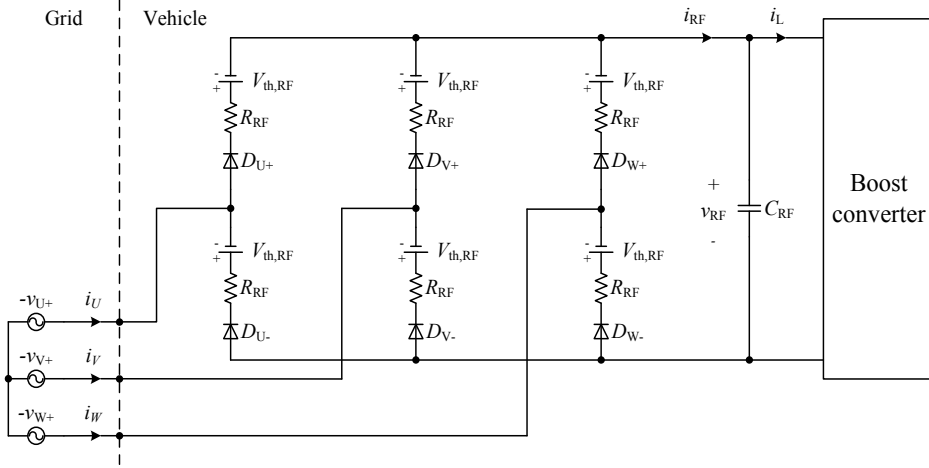 Grid Vehicle
i_RF i_L
- + V_th,RF - + V_th,RF - + V_th,RF
R_RF R_RF R_RF
D_U+ D_V+ D_W+
+ v_RF - C_RF
Boost
converter
- + V_th,RF - + V_th,RF - + V_th,RF
R_RF R_RF R_RF
D_U- D_V- D_W-
-v_U+ i_U
-v_V+ i_V
-v_W+ i_W